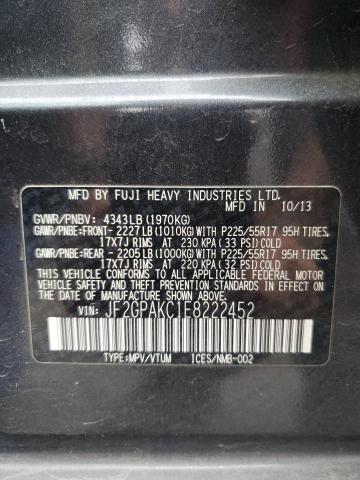 MFD BY FUJI HEAVY INDUSTRIES LTD.
MADE IN 10/13
GVWR/PNBV: 4343LB (1970KG)
GAWR/PNBE:FRONT- 2227LB (1010KG)WITH P225/55R17 95H TIRES,
17X7J RIMS AT 230 KPA (33 PSI)COLD
GAWR/PNBE:REAR - 2205LB (1000KG)WITH P225/55R17 95H TIRES,
17X7J RIMS AT 220 KPA (32 PSI)COLD
THIS VEHICLE CONFORMS TO ALL APPLICABLE FEDERAL MOTOR
VEHICLE SAFETY, BUMPER, AND THEFT PREVENTION STANDARDS
IN EFFECT ON THE DATE OF MANUFACTURE SHOWN ABOVE.
VIN: JF2GPAKC1E8222452
TYPE:MPV/VTUM ICES/NMB-002